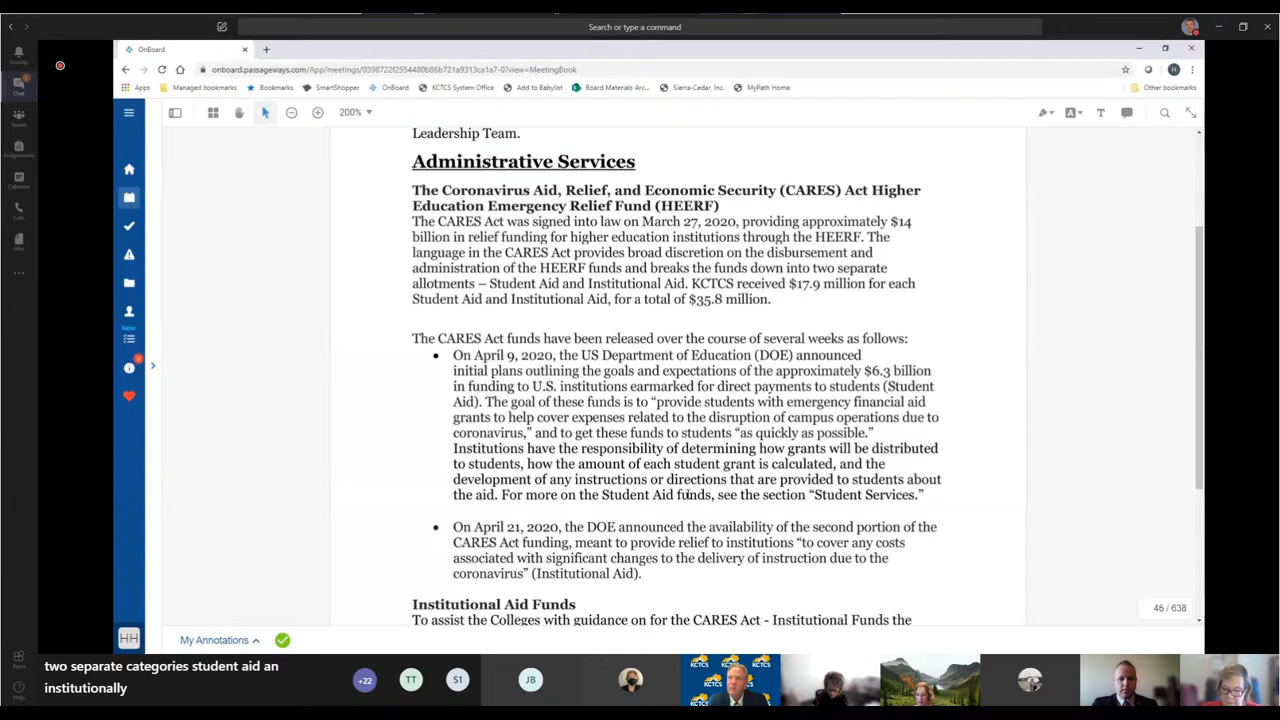 Search or type a command
OnBoard
onboard.passageways.com/App/meetings/0398722f2554480b86b721a9313ca1a7-0?view=MeetingBook
Apps Managed bookmarks Bookmarks SmartShopper OnBoard KCTCS System Office Add to Babylist Board Materials Arc... Sierra-Cedar, Inc. MyPath Home Other bookmarks
Activity
Chat
Teams
Assignments
Calendar
Calls
Files
200%
Leadership Team.
Administrative Services
The Coronavirus Aid, Relief, and Economic Security (CARES) Act Higher
Education Emergency Relief Fund (HEERF)
The CARES Act was signed into law on March 27, 2020, providing approximately $14
billion in relief funding for higher education institutions through the HEERF. The
language in the CARES Act provides broad discretion on the disbursement and
administration of the HEERF funds and breaks the funds down into two separate
allotments – Student Aid and Institutional Aid. KCTCS received $17.9 million for each
Student Aid and Institutional Aid, for a total of $35.8 million.
The CARES Act funds have been released over the course of several weeks as follows:
• On April 9, 2020, the US Department of Education (DOE) announced
initial plans outlining the goals and expectations of the approximately $6.3 billion
in funding to U.S. institutions earmarked for direct payments to students (Student
Aid). The goal of these funds is to “provide students with emergency financial aid
grants to help cover expenses related to the disruption of campus operations due to
coronavirus,” and to get these funds to students “as quickly as possible.”
Institutions have the responsibility of determining how grants will be distributed
to students, how the amount of each student grant is calculated, and the
development of any instructions or directions that are provided to students about
the aid. For more on the Student Aid funds, see the section “Student Services.”
• On April 21, 2020, the DOE announced the availability of the second portion of the
CARES Act funding, meant to provide relief to institutions “to cover any costs
associated with significant changes to the delivery of instruction due to the
coronavirus” (Institutional Aid).
Institutional Aid Funds
To assist the Colleges with guidance on for the CARES Act - Institutional Funds the
New
46 / 638
HH
My Annotations
Apps
Help
two separate categories student aid an
institutionally
+22
TT
S1
JB
KCTCS